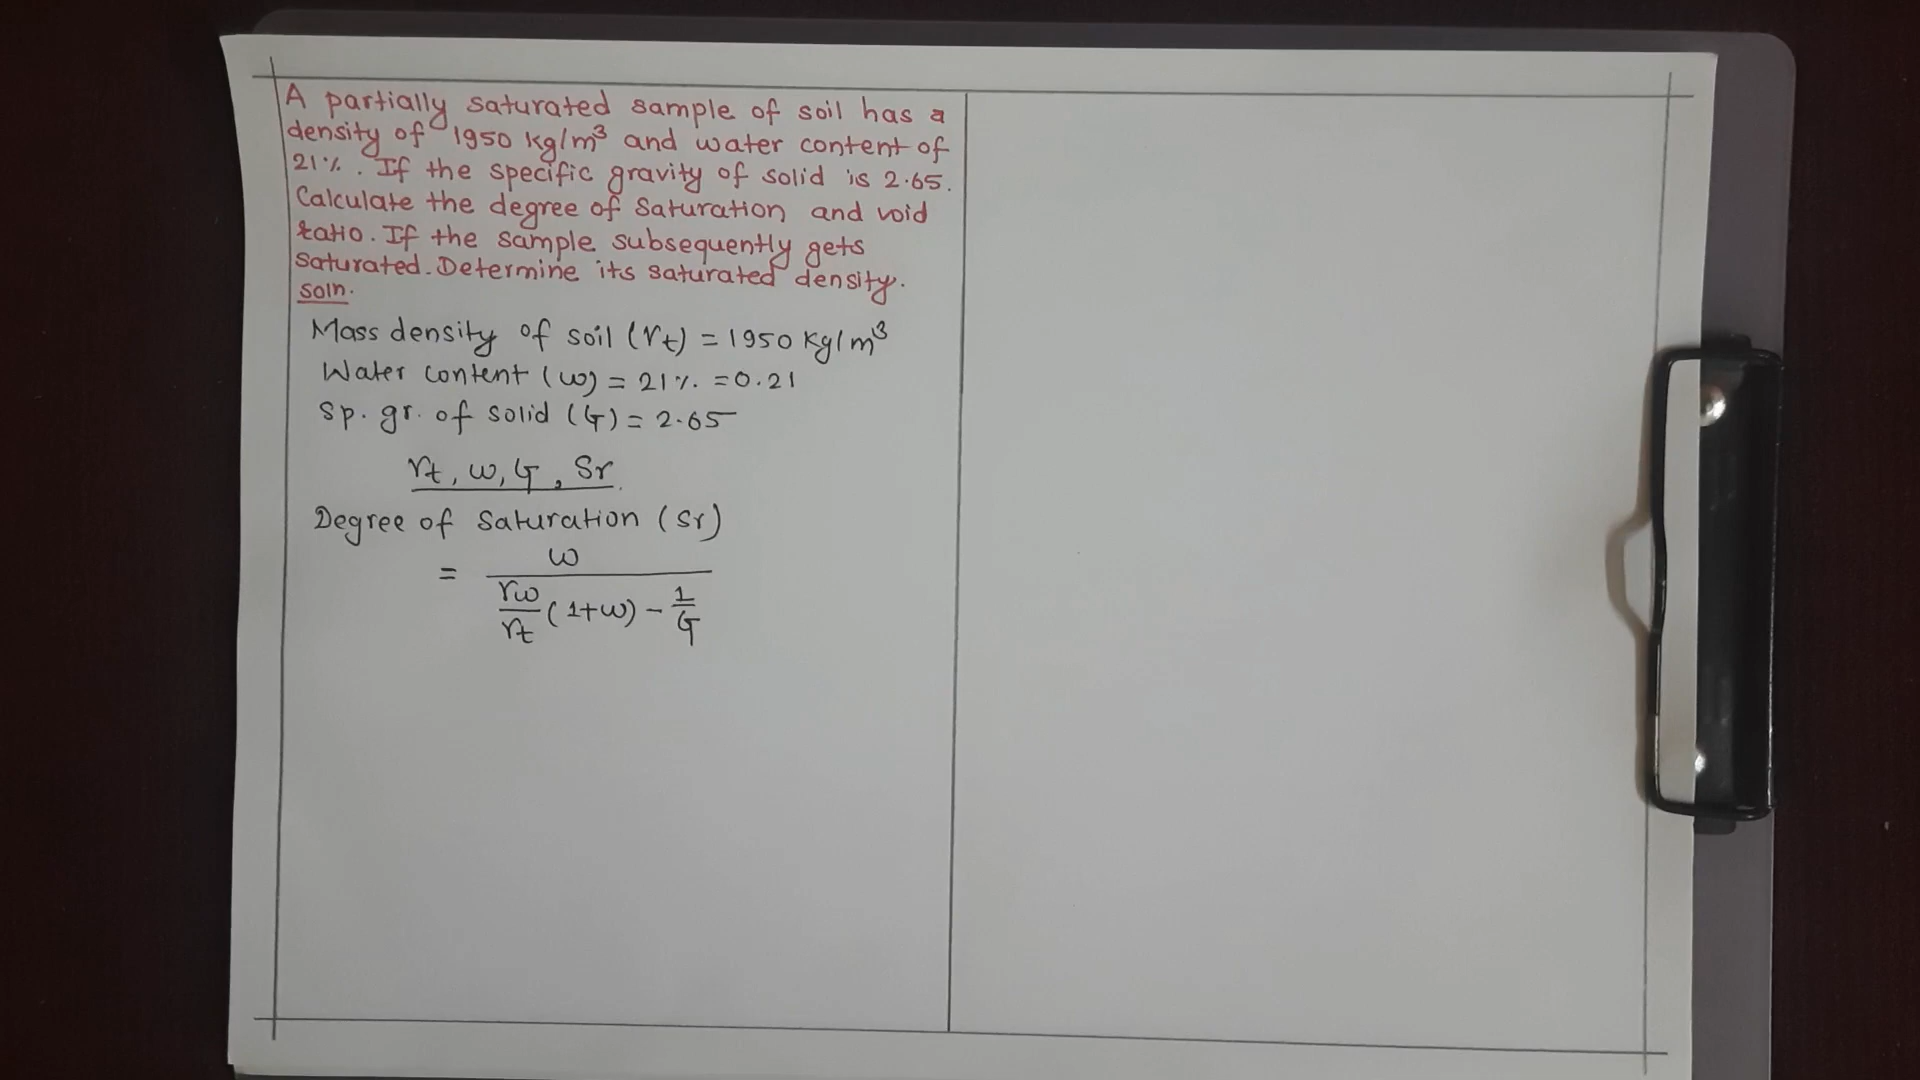 A partially saturated sample of soil has a
density of 1950 kg/m³ and water content of
21%. If the specific gravity of solid is 2.65.
Calculate the degree of saturation and void
ratio. If the sample subsequently gets
saturated. Determine its saturated density.
soln.
Mass density of soil (γt) = 1950 kg/m³
Water content (w) = 21% = 0.21
Sp. gr. of solid (G) = 2.65
γt, w, G, Sr.
Degree of saturation (Sr)
= w / (γw/γt (1+w) - 1/G)